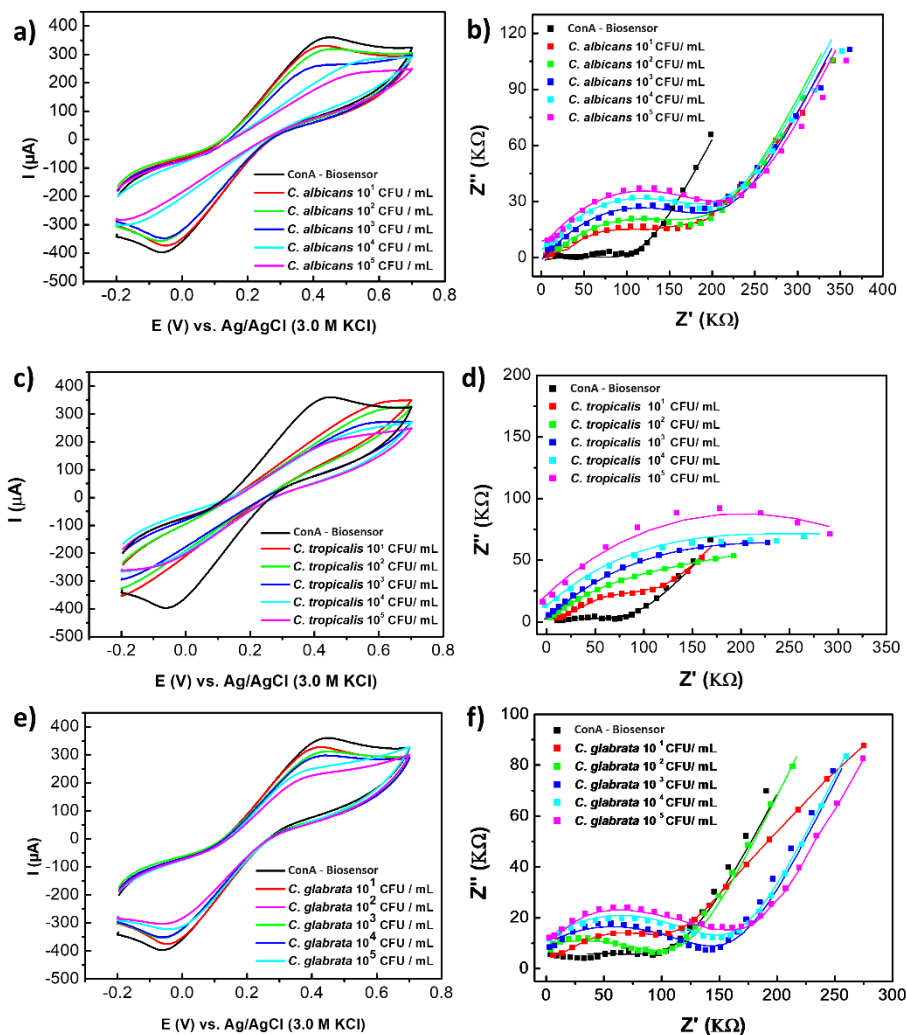 a)
400
300
200
100
0
-100
-200
-300
-400
-500
I (µA)
ConA - Biosensor
C. albicans 10¹ CFU / mL
C. albicans 10² CFU / mL
C. albicans 10³ CFU / mL
C. albicans 10⁴ CFU / mL
C. albicans 10⁵ CFU / mL
-0.2 0.0 0.2 0.4 0.6 0.8
E (V) vs. Ag/AgCl (3.0 M KCl)
b)
120
90
60
30
0
Z'' (KΩ)
ConA - Biosensor
C. albicans 10¹ CFU/ mL
C. albicans 10² CFU/ mL
C. albicans 10³ CFU/ mL
C. albicans 10⁴ CFU/ mL
C. albicans 10⁵ CFU/ mL
0 50 100 150 200 250 300 350 400
Z' (KΩ)
c)
400
300
200
100
0
-100
-200
-300
-400
-500
I (µA)
ConA - Biosensor
C. tropicalis 10¹ CFU/ mL
C. tropicalis 10² CFU/ mL
C. tropicalis 10³ CFU/ mL
C. tropicalis 10⁴ CFU/ mL
C. tropicalis 10⁵ CFU/ mL
-0.2 0.0 0.2 0.4 0.6 0.8
E (V) vs. Ag/AgCl (3.0 M KCl)
d)
200
150
100
50
0
Z'' (KΩ)
ConA - Biosensor
C. tropicalis 10¹ CFU/ mL
C. tropicalis 10² CFU/ mL
C. tropicalis 10³ CFU/ mL
C. tropicalis 10⁴ CFU/ mL
C. tropicalis 10⁵ CFU/ mL
0 50 100 150 200 250 300 350
Z' (KΩ)
e)
400
300
200
100
0
-100
-200
-300
-400
-500
I (µA)
ConA - Biosensor
C. glabrata 10¹ CFU / mL
C. glabrata 10² CFU / mL
C. glabrata 10³ CFU / mL
C. glabrata 10⁴ CFU / mL
C. glabrata 10⁵ CFU / mL
-0.2 0.0 0.2 0.4 0.6 0.8
E (V) vs. Ag/AgCl (3.0 M KCl)
f)
100
80
60
40
20
0
Z'' (KΩ)
ConA - Biosensor
C. glabrata 10¹ CFU/ mL
C. glabrata 10² CFU/ mL
C. glabrata 10³ CFU/ mL
C. glabrata 10⁴ CFU/ mL
C. glabrata 10⁵ CFU/ mL
0 50 100 150 200 250 300
Z' (KΩ)